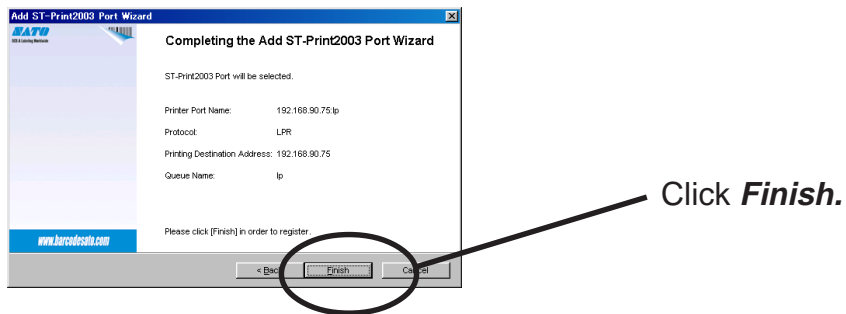 Add ST-Print2003 Port Wizard
SATO
Completing the Add ST-Print2003 Port Wizard
ST-Print2003 Port will be selected.
Printer Port Name: 192.168.90.75:lp
Protocol: LPR
Printing Destination Address: 192.168.90.75
Queue Name: lp
Click Finish.
Please click [Finish] in order to register.
www.barcodesato.com
< Back Finish Cancel